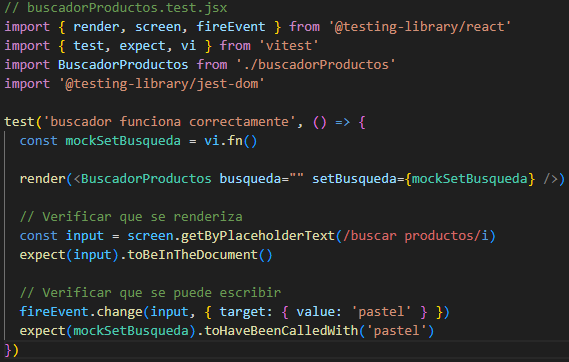 // buscadorProductos.test.jsx
import { render, screen, fireEvent } from '@testing-library/react'
import { test, expect, vi } from 'vitest'
import BuscadorProductos from './buscadorProductos'
import '@testing-library/jest-dom'
test('buscador funciona correctamente', () => {
const mockSetBusqueda = vi.fn()
render(<BuscadorProductos busqueda="" setBusqueda={mockSetBusqueda} />)
// Verificar que se renderiza
const input = screen.getByPlaceholderText(/buscar productos/i)
expect(input).toBeInTheDocument()
// Verificar que se puede escribir
fireEvent.change(input, { target: { value: 'pastel' } })
expect(mockSetBusqueda).toHaveBeenCalledWith('pastel')
})